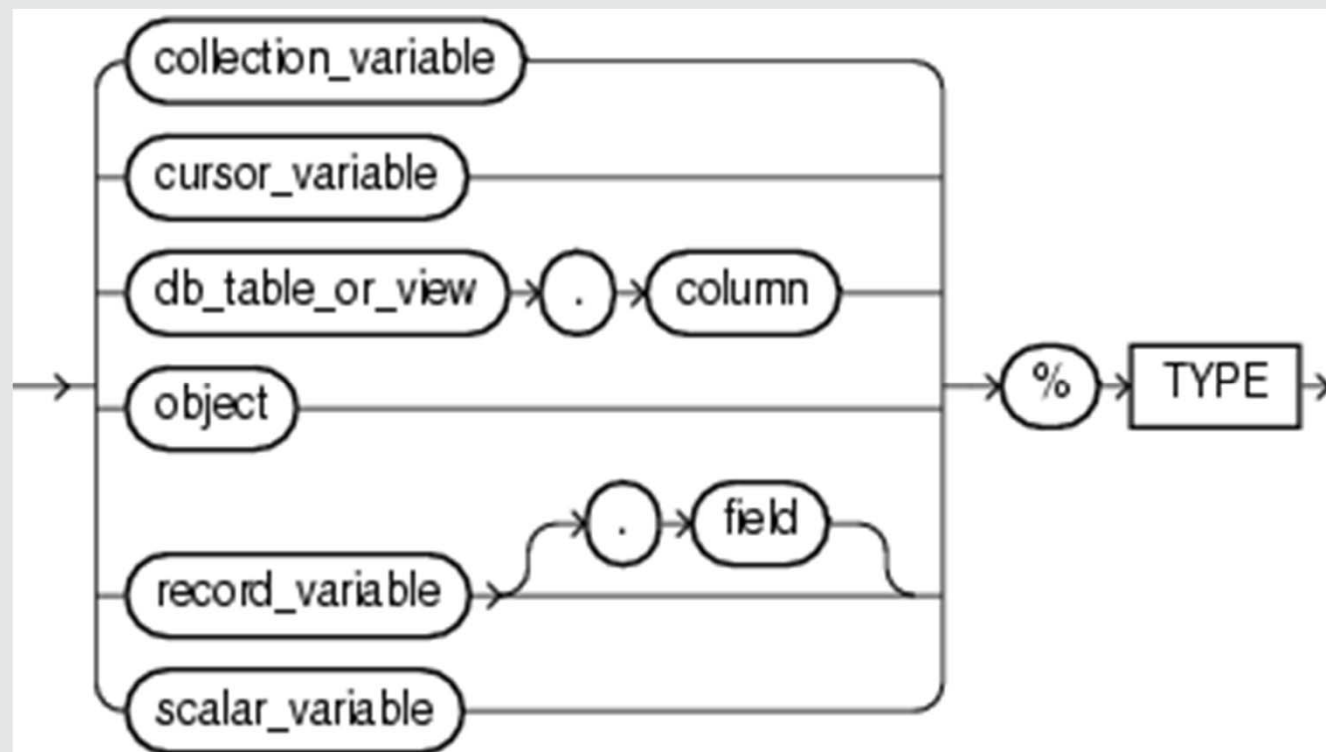 collection_variable
cursor_variable
db_table_or_view . column
object
% TYPE
. field
record_variable
scalar_variable